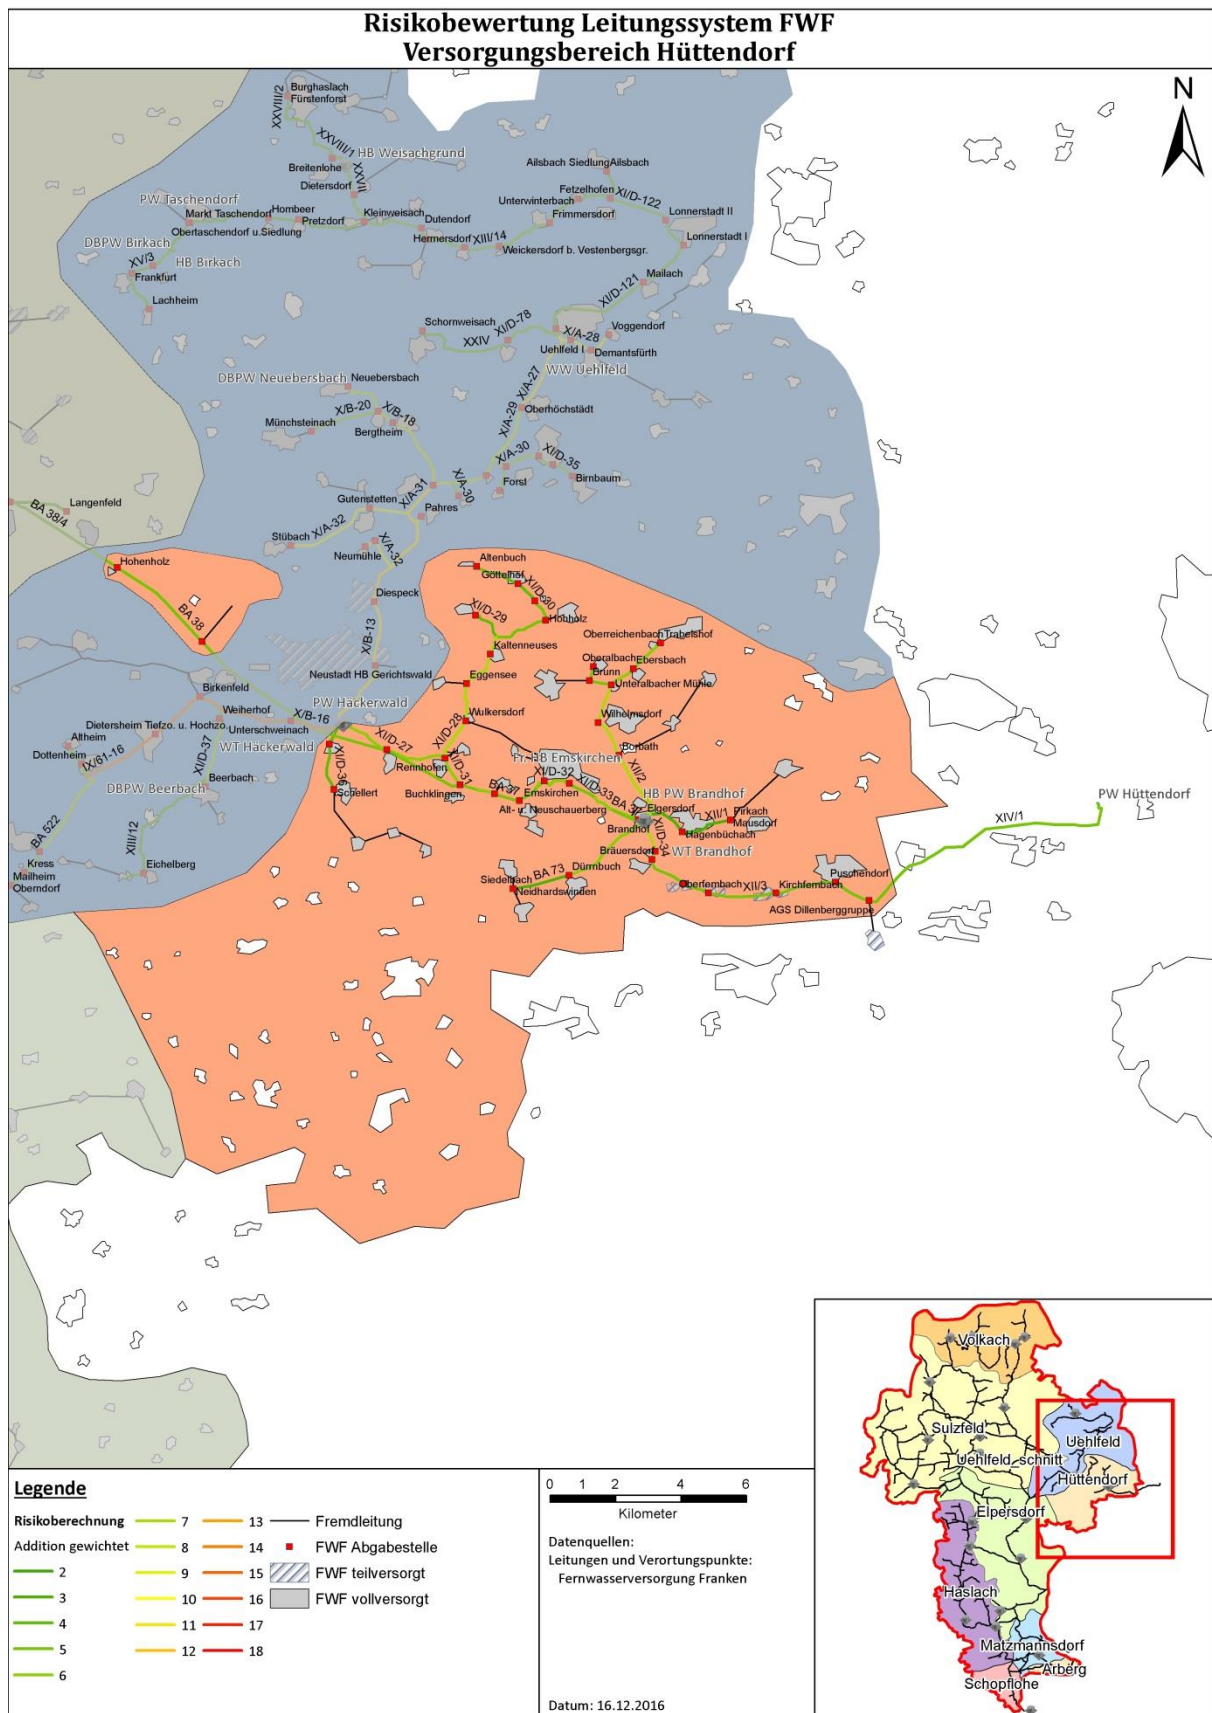 Risikobewertung Leitungssystem FWF
Versorgungsbereich Hüttendorf
N
Burghaslach
Fürstenforst
XXVIII/2
XXVIII/1
HB Weisachgrund
Breitenlohe
XXVII
Dietersdorf
Ailsbach Siedlung
Ailsbach
Fetzelhofen
XI/D-122
Unterwinterbach
Frimmersdorf
Lonnerstadt II
Lonnerstadt I
PW Taschendorf
Hombeer
Markt Taschendorf
Pretzdorf
Kleinweisach
Obertaschendorf u.Siedlung
Dutendorf
Hermersdorf
XIII/14
Weickersdorf b. Vestenbergsgr.
DBPW Birkach
HB Birkach
XV/3
Frankfurt
Lachheim
Mailach
XI/D-121
Schornweisach
XI/D-78
XXIV
X/A-28
Voggendorf
Uehlfeld I
Demantsfürth
WW Uehlfeld
X/A-27
DBPW Neuebersbach
Neuebersbach
X/B-20
X/B-18
Münchsteinach
Bergtheim
Oberhöchstädt
X/A-29
X/A-30
XI/D-35
Birnbaum
Forst
X/A-30
X/A-31
Gutenstetten
Pahres
Langenfeld
BA 38/4
Stübach
X/A-32
Neumühle
X/A-32
Hohenholz
BA 38
Diespeck
X/B-13
Altenbuch
Göttelhof
XI/D-30
XI/D-29
Hohholz
Kaltenneuses
Oberreichenbach
Trabelshof
Oberalbach
Ebersbach
Brunn
Unteralbacher Mühle
Neustadt HB Gerichtswald
Eggensee
Birkenfeld
PW Häckerwald
Weiherhof
Wulkersdorf
Wilhelmsdorf
Dietersheim Tiefzo. u. Hochzo.
Unterschweinach
X/B-16
Altheim
WT Häckerwald
XI/D-27
XI/D-28
Borbath
Dottenheim
IX/61-16
XI/D-37
Rennhofen
Fr. HB Emskirchen
XII/2
XI/D-31
XI/D-32
DBPW Beerbach
Beerbach
XI/D-36
Schellert
Buchklingen
BA 37
Emskirchen
XI/D-33
BA 37
HB PW Brandhof
PW Hüttendorf
Alt- u. Neuschauerberg
Elgersdorf
XII/1
Pirkach
Mausdorf
Brandhof
Hagenbüchach
XIV/1
BA 522
XIII/12
Bräuersdorf
XI/D-34
WT Brandhof
Kress
Mailheim
Oberndorf
Eichelberg
BA 73
Dürrnbuch
Siedelbach
Neidhardswinden
Oberfembach
XII/3
Kirchfembach
Puschendorf
AGS Dillenberggruppe
Volkach
Sulzfeld
Uehlfeld
Uehlfeld_schnitt
Hüttendorf
Elpersdorf
Haslach
Matzmannsdorf
Arberg
Schopflohe
Legende
Risikoberechnung
Addition gewichtet
2
3
4
5
6
7
8
9
10
11
12
13
14
15
16
17
18
Fremdleitung
FWF Abgabestelle
FWF teilversorgt
FWF vollversorgt
0 1 2 4 6
Kilometer
Datenquellen:
Leitungen und Verortungspunkte:
Fernwasserversorgung Franken
Datum: 16.12.2016